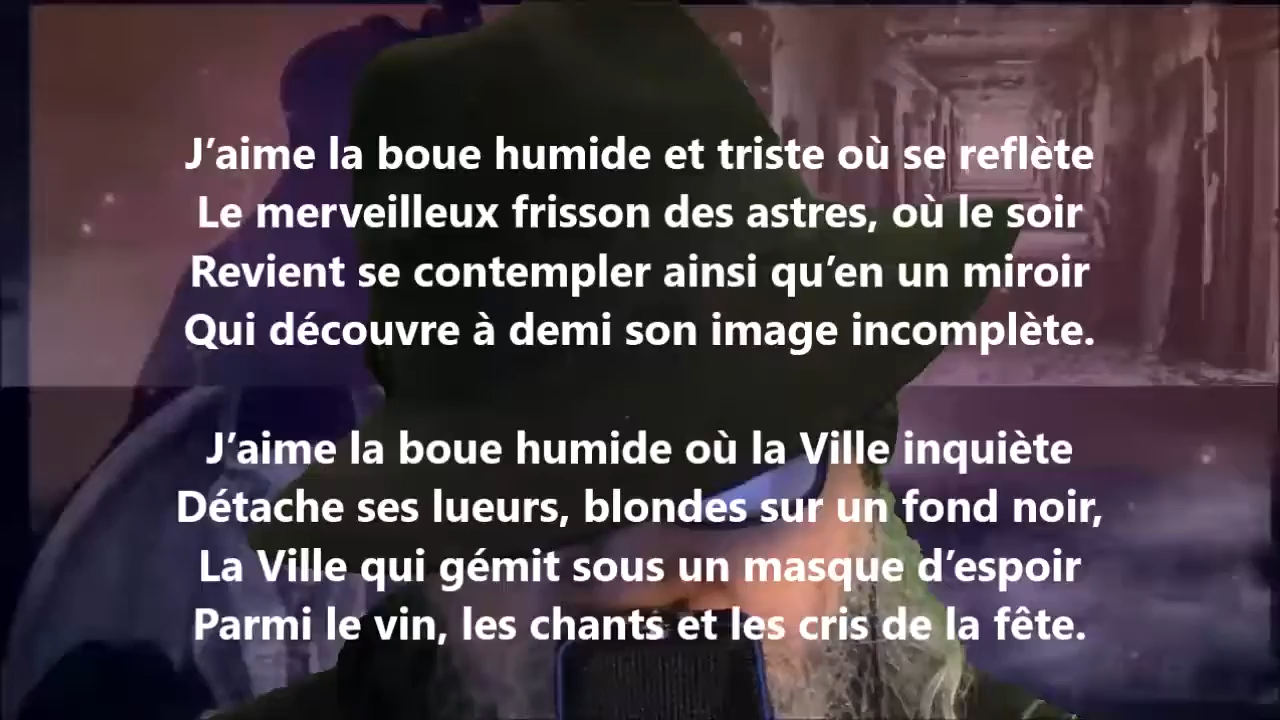 J’aime la boue humide et triste où se reflète
Le merveilleux frisson des astres, où le soir
Revient se contempler ainsi qu’en un miroir
Qui découvre à demi son image incomplète.
J’aime la boue humide où la Ville inquiète
Détache ses lueurs, blondes sur un fond noir,
La Ville qui gémit sous un masque d’espoir
Parmi le vin, les chants et les cris de la fête.